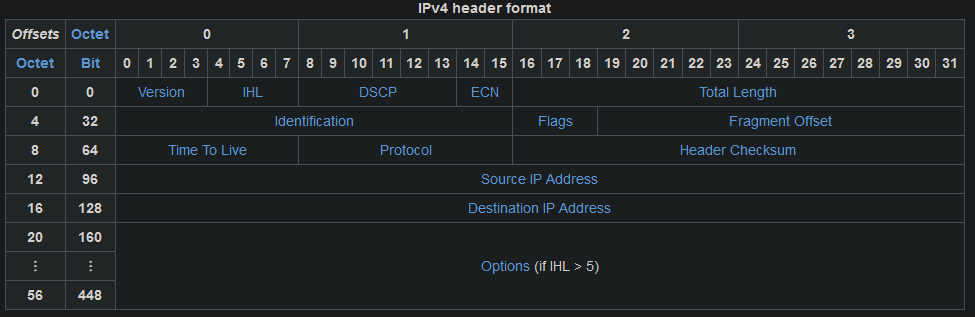 IPv4 header format
Offsets Octet 0 1 2 3
Octet Bit 0 1 2 3 4 5 6 7 8 9 10 11 12 13 14 15 16 17 18 19 20 21 22 23 24 25 26 27 28 29 30 31
0 0 Version IHL DSCP ECN Total Length
4 32 Identification Flags Fragment Offset
8 64 Time To Live Protocol Header Checksum
12 96 Source IP Address
16 128 Destination IP Address
20 160
⋮ ⋮ Options (if IHL > 5)
56 448